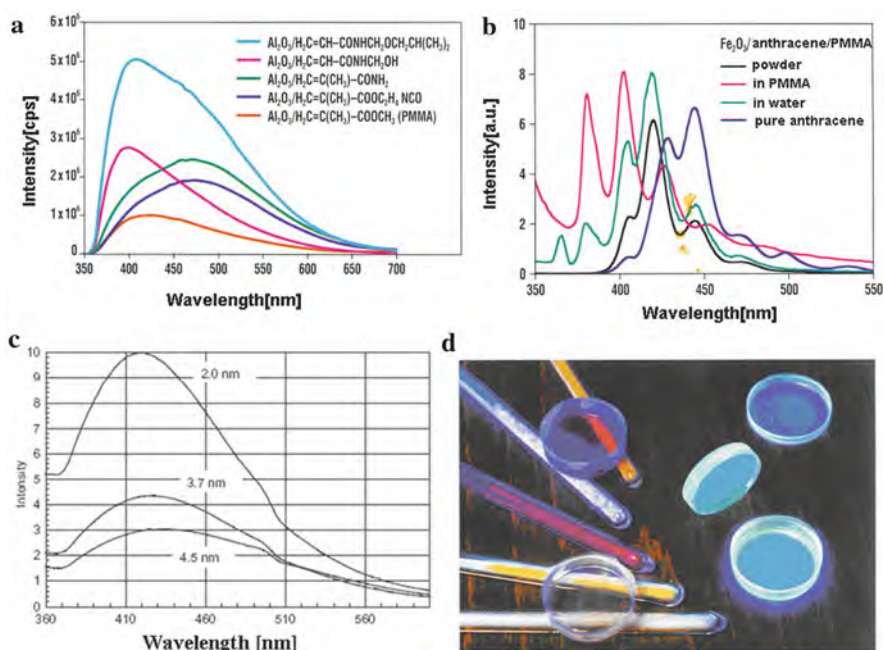 a
6x10⁶
5x10⁶
4x10⁶
3x10⁶
2x10⁶
1x10⁶
0
Intensity[cps]
350 400 450 500 550 600 650 700
Wavelength[nm]
Al₂O₃/H₂C=CH–CONHCH₂OCH₂CH(CH₃)₂
Al₂O₃/H₂C=CH-CONHCH₂OH
Al₂O₃/H₂C=C(CH₃)–CONH₂
Al₂O₃/H₂C=C(CH₃)–COOC₂H₄ NCO
Al₂O₃/H₂C=C(CH₃)–COOCH₃ (PMMA)
b
10
8
6
4
2
0
Intensity[a.u.]
350 400 450 500 550
Wavelength[nm]
Fe₂O₃/anthracene/PMMA
powder
in PMMA
in water
pure anthracene
c
10
9
8
7
6
5
4
3
2
1
0
Intensity
2.0 nm
3.7 nm
4.5 nm
360 410 460 510 560
Wavelength [nm]
d